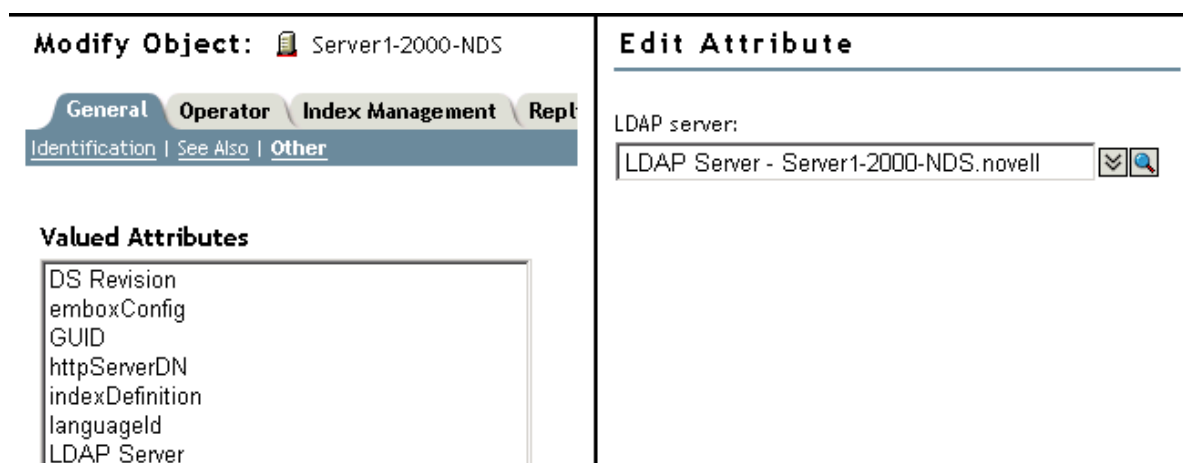 Modify Object: Server1-2000-NDS
General Operator Index Management Repl
Identification | See Also | Other
Valued Attributes
DS Revision
emboxConfig
GUID
httpServerDN
indexDefinition
languageId
LDAP Server
Edit Attribute
LDAP server:
LDAP Server - Server1-2000-NDS.novell